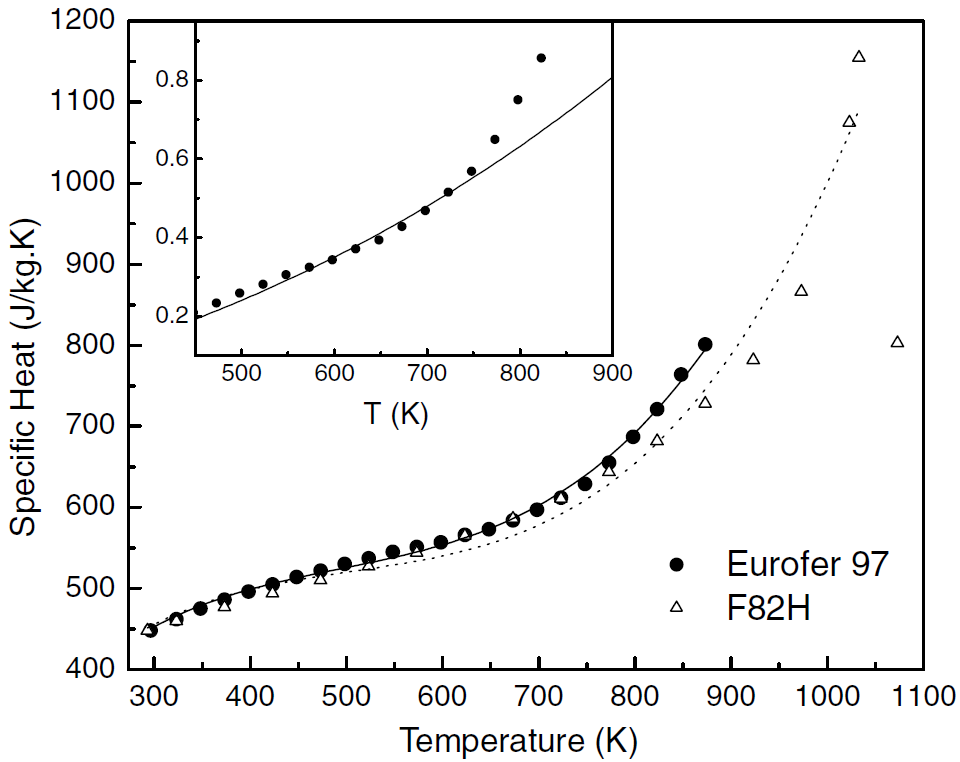 1200
1100
1000
900
800
700
600
500
400
Specific Heat (J/kg.K)
0.8
0.6
0.4
0.2
500 600 700 800 900
T (K)
Eurofer 97
F82H
300 400 500 600 700 800 900 1000 1100
Temperature (K)